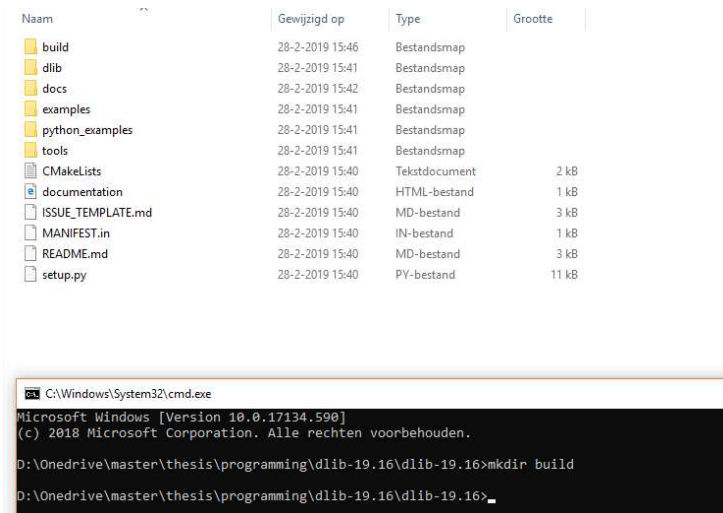 Naam Gewijzigd op Type Grootte
build 28-2-2019 15:46 Bestandsmap
dlib 28-2-2019 15:41 Bestandsmap
docs 28-2-2019 15:42 Bestandsmap
examples 28-2-2019 15:41 Bestandsmap
python_examples 28-2-2019 15:41 Bestandsmap
tools 28-2-2019 15:41 Bestandsmap
CMakeLists 28-2-2019 15:40 Tekstdocument 2 kB
documentation 28-2-2019 15:40 HTML-bestand 1 kB
ISSUE_TEMPLATE.md 28-2-2019 15:40 MD-bestand 3 kB
MANIFEST.in 28-2-2019 15:40 IN-bestand 1 kB
README.md 28-2-2019 15:40 MD-bestand 3 kB
setup.py 28-2-2019 15:40 PY-bestand 11 kB
C:\Windows\System32\cmd.exe
Microsoft Windows [Version 10.0.17134.590]
(c) 2018 Microsoft Corporation. Alle rechten voorbehouden.
D:\Onedrive\master\thesis\programming\dlib-19.16\dlib-19.16>mkdir build
D:\Onedrive\master\thesis\programming\dlib-19.16\dlib-19.16>